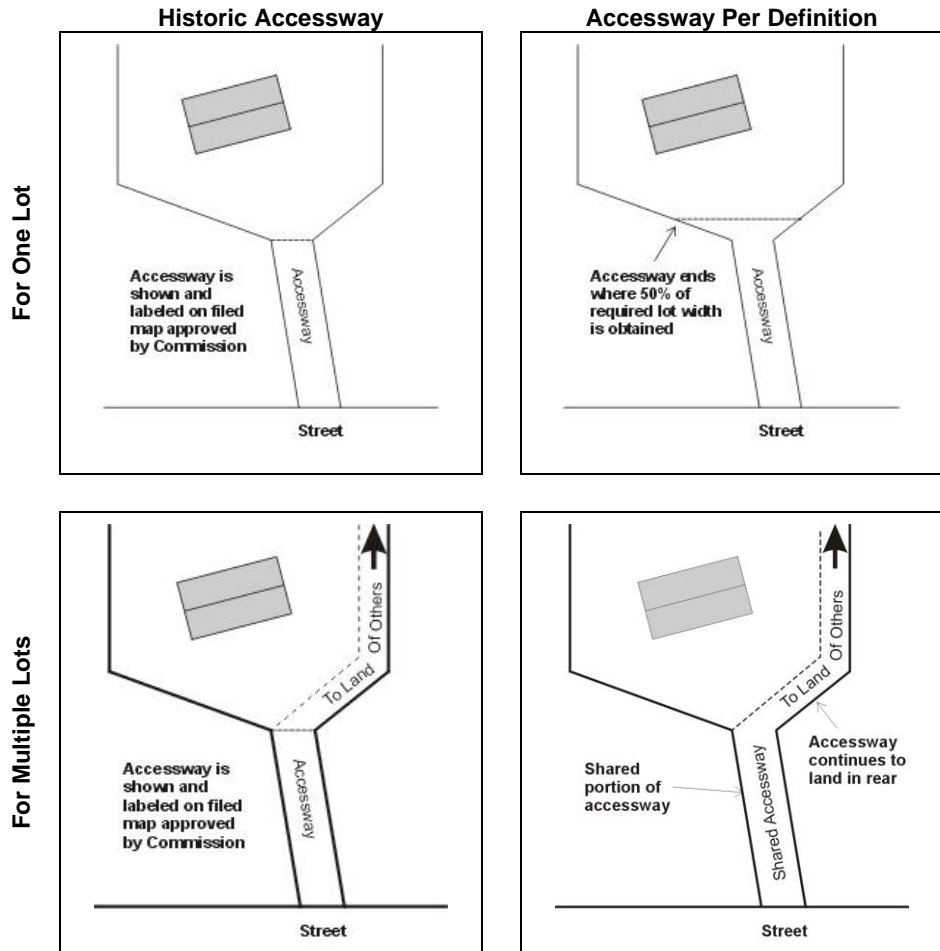 Historic Accessway
Accessway Per Definition
For One Lot
Accessway is
shown and
labeled on filed
map approved
by Commission
Accessway
Street
Accessway ends
where 50% of
required lot width
is obtained
Accessway
Street
For Multiple Lots
Of Others
To Land
Accessway is
shown and
labeled on filed
map approved
by Commission
Accessway
Street
Of Others
To Land
Accessway
continues to
land in rear
Shared
portion of
accessway
Shared Accessway
Street